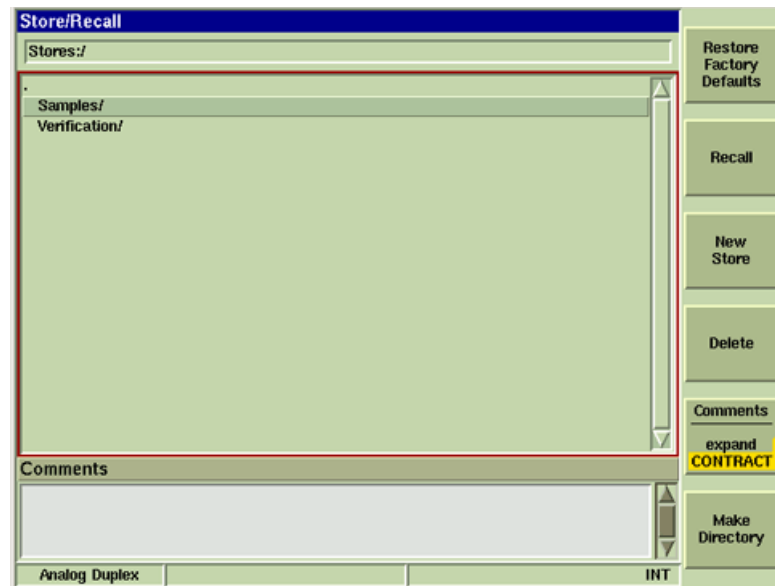 Store/Recall
Stores:/
.
Samples/
Verification/
Comments
Analog Duplex
INT
Restore
Factory
Defaults
Recall
New
Store
Delete
Comments
expand
CONTRACT
Make
Directory